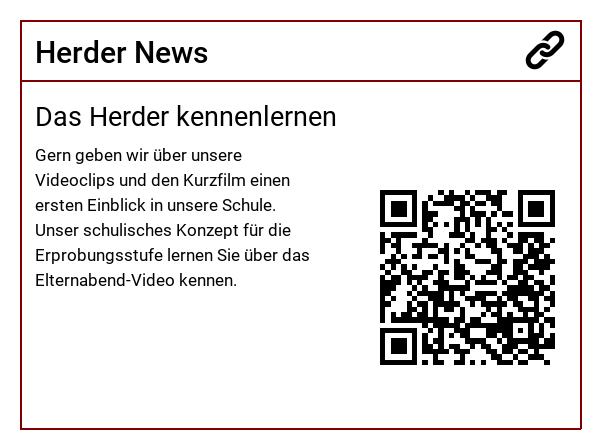 Herder News
Das Herder kennenlernen
Gern geben wir über unsere
Videoclips und den Kurzfilm einen
ersten Einblick in unsere Schule.
Unser schulisches Konzept für die
Erprobungsstufe lernen Sie über das
Elternabend-Video kennen.